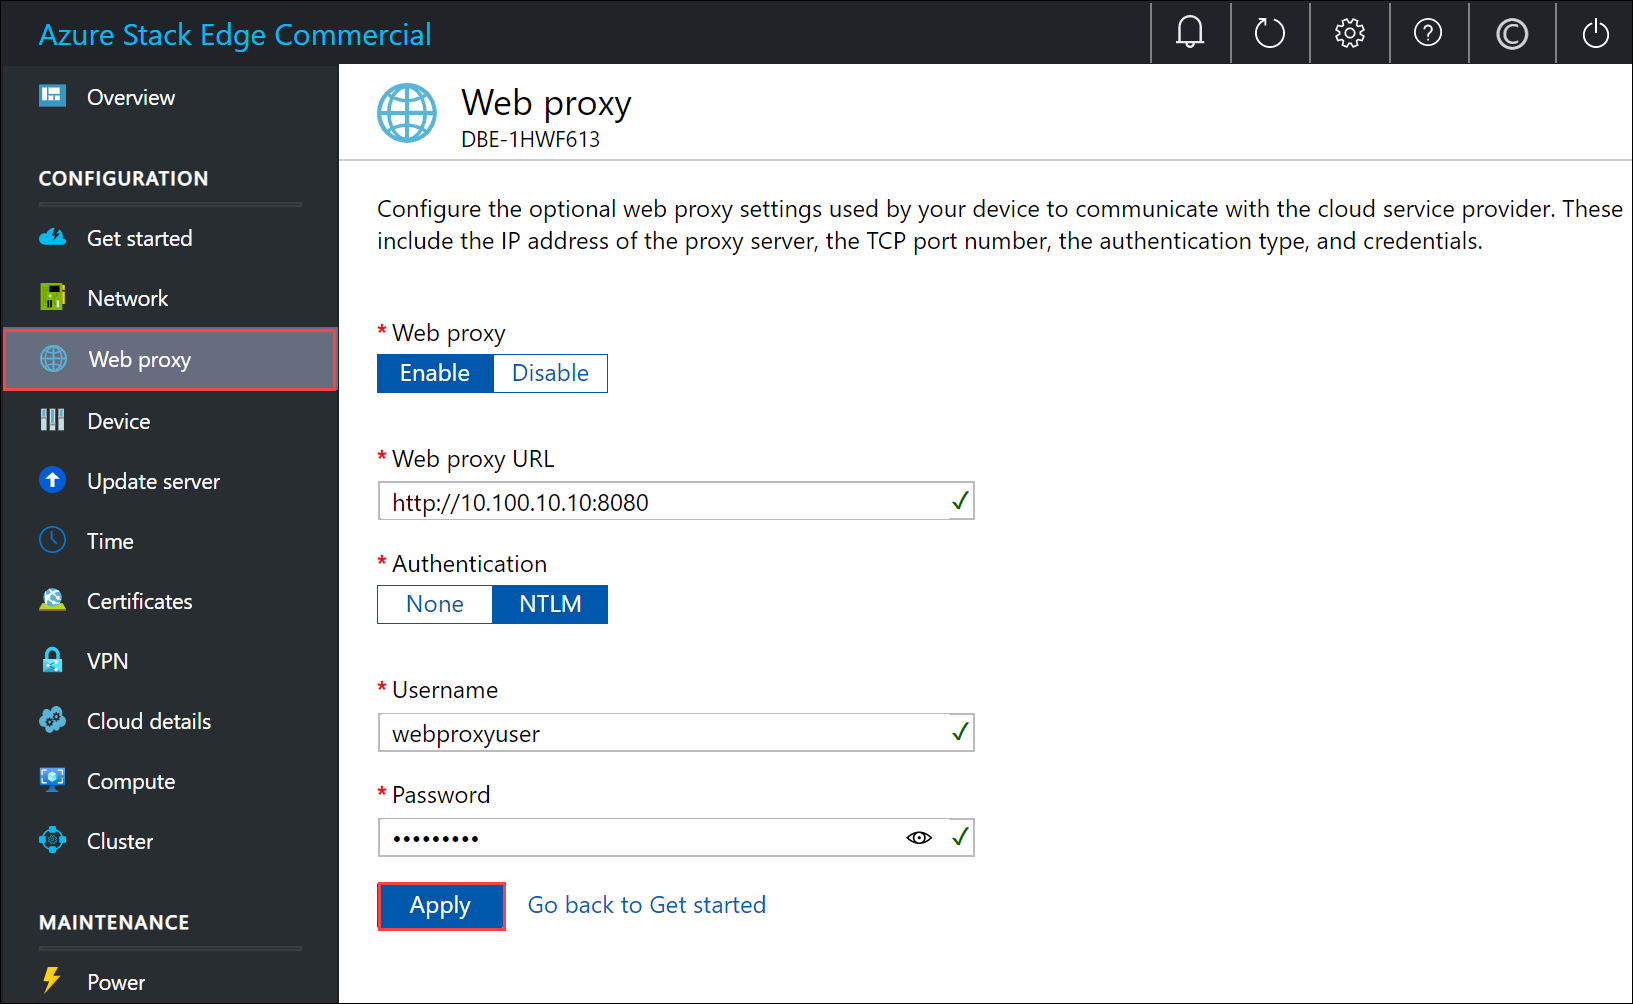 Azure Stack Edge Commercial
Overview
CONFIGURATION
Get started
Network
Web proxy
Device
Update server
Time
Certificates
VPN
Cloud details
Compute
Cluster
MAINTENANCE
Power
Web proxy
DBE-1HWF613
Configure the optional web proxy settings used by your device to communicate with the cloud service provider. These
include the IP address of the proxy server, the TCP port number, the authentication type, and credentials.
* Web proxy
Enable Disable
* Web proxy URL
http://10.100.10.10:8080
* Authentication
None NTLM
* Username
webproxyuser
* Password
•••••••••
Apply Go back to Get started